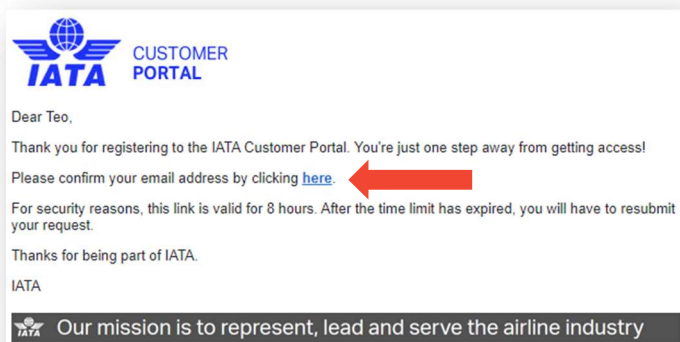 CUSTOMER
IATA PORTAL
Dear Teo,
Thank you for registering to the IATA Customer Portal. You're just one step away from getting access!
Please confirm your email address by clicking here.
For security reasons, this link is valid for 8 hours. After the time limit has expired, you will have to resubmit
your request.
Thanks for being part of IATA.
IATA
IATA Our mission is to represent, lead and serve the airline industry